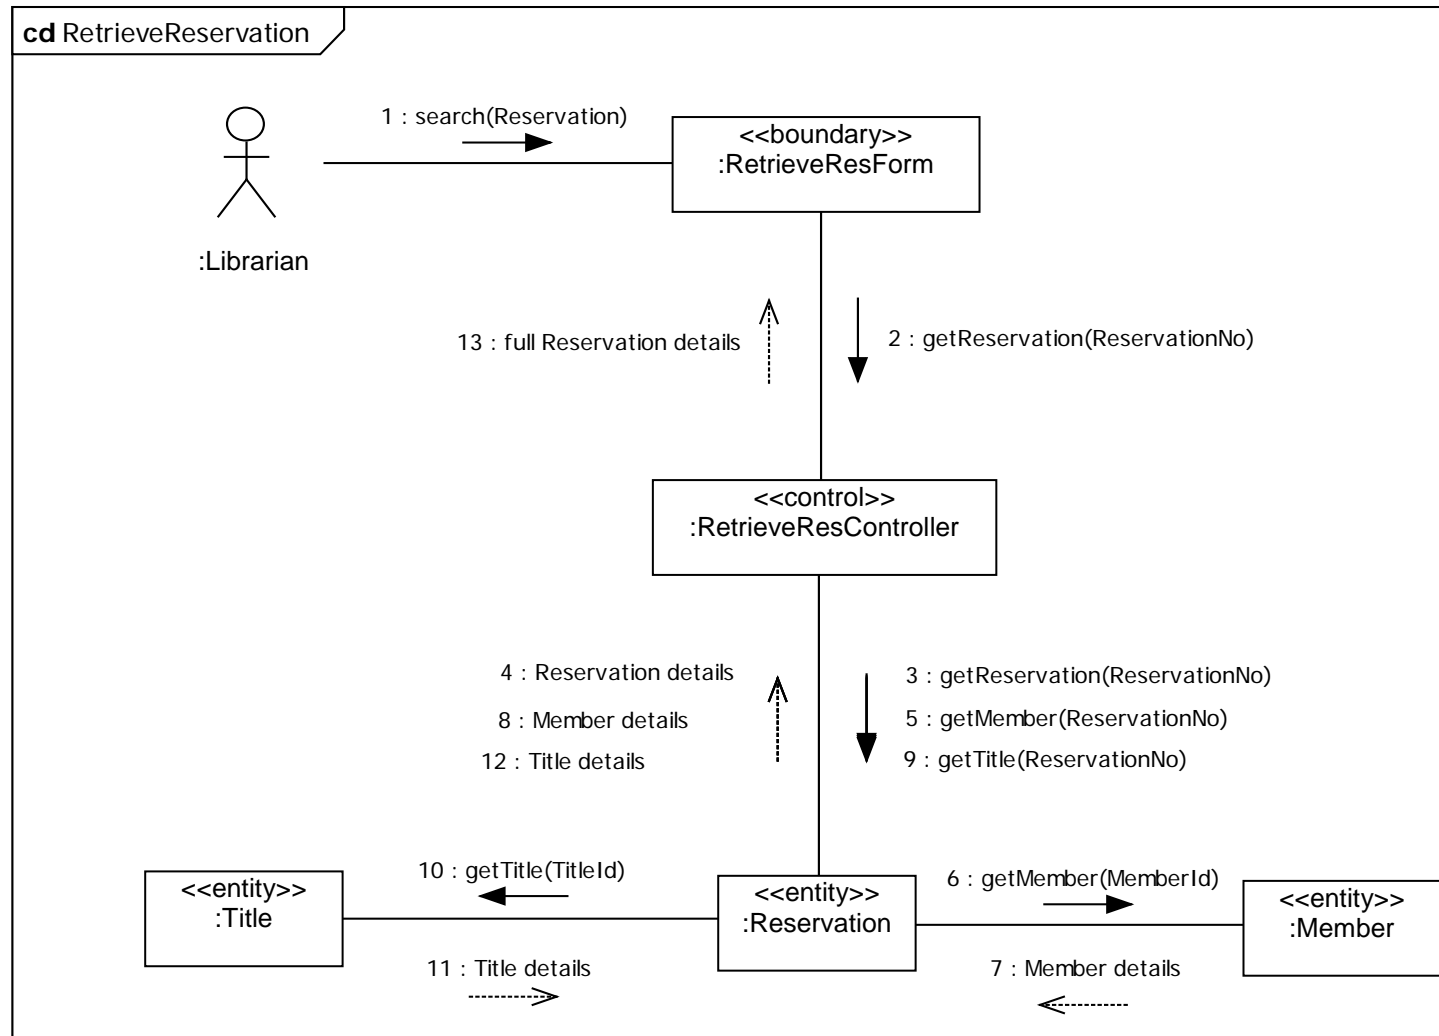 cd RetrieveReservation
1 : search(Reservation)
<<boundary>>
:RetrieveResForm
:Librarian
13 : full Reservation details
2 : getReservation(ReservationNo)
<<control>>
:RetrieveResController
4 : Reservation details
8 : Member details
12 : Title details
3 : getReservation(ReservationNo)
5 : getMember(ReservationNo)
9 : getTitle(ReservationNo)
<<entity>>
:Title
10 : getTitle(TitleId)
11 : Title details
<<entity>>
:Reservation
6 : getMember(MemberId)
7 : Member details
<<entity>>
:Member